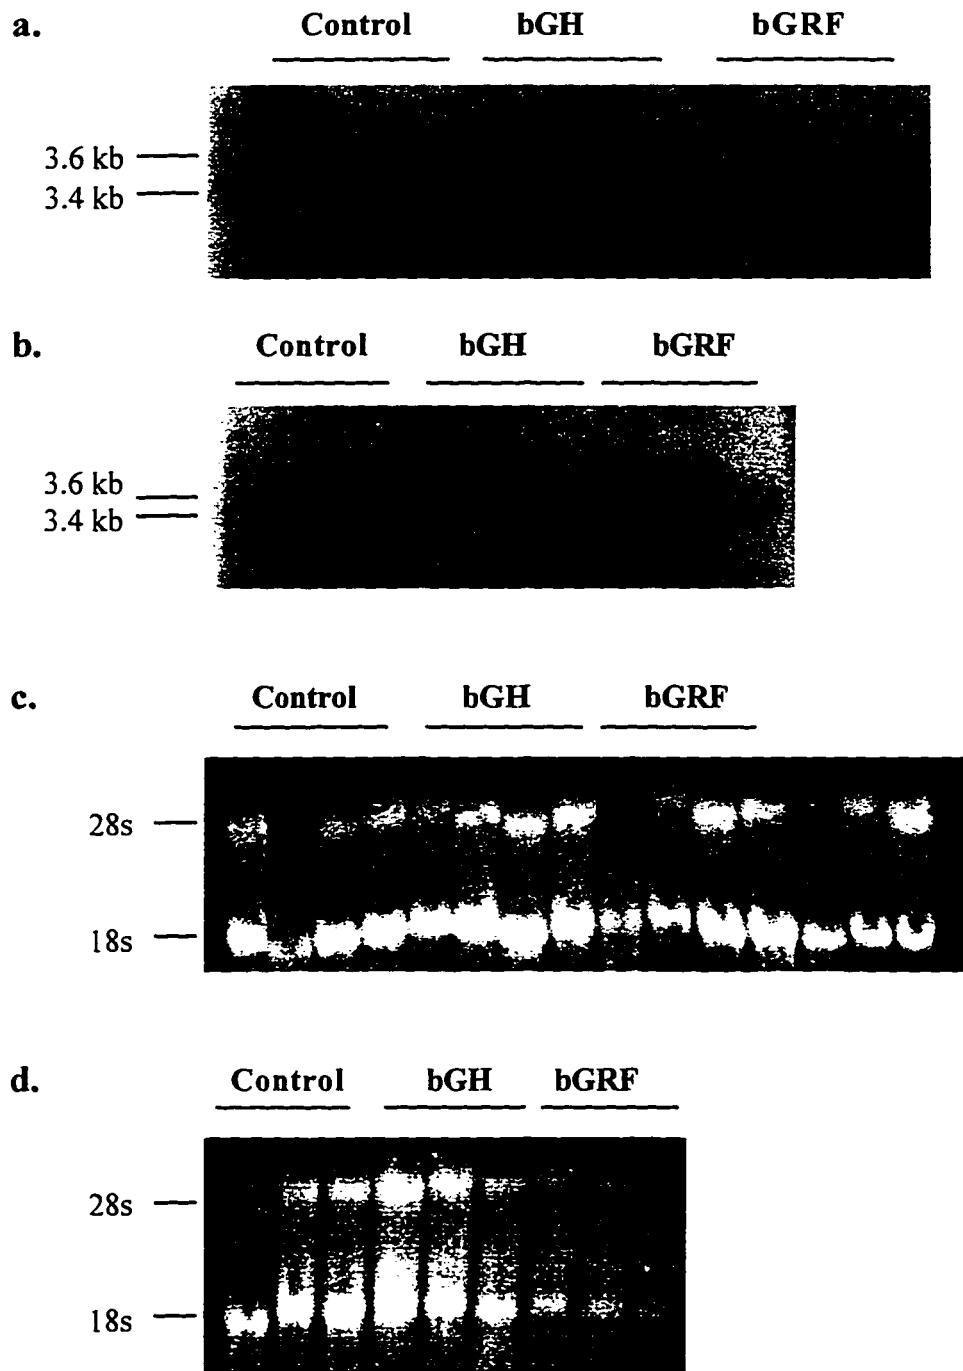 a. Control bGH bGRF
3.6 kb
3.4 kb
b. Control bGH bGRF
3.6 kb
3.4 kb
c. Control bGH bGRF
28s
18s
d. Control bGH bGRF
28s
18s